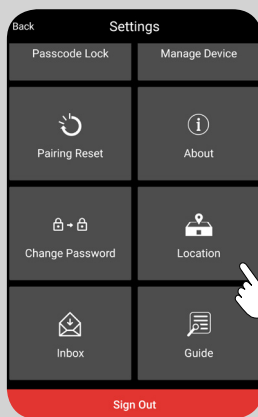 Back Settings
Passcode Lock Manage Device
Pairing Reset About
Change Password Location
Inbox Guide
Sign Out